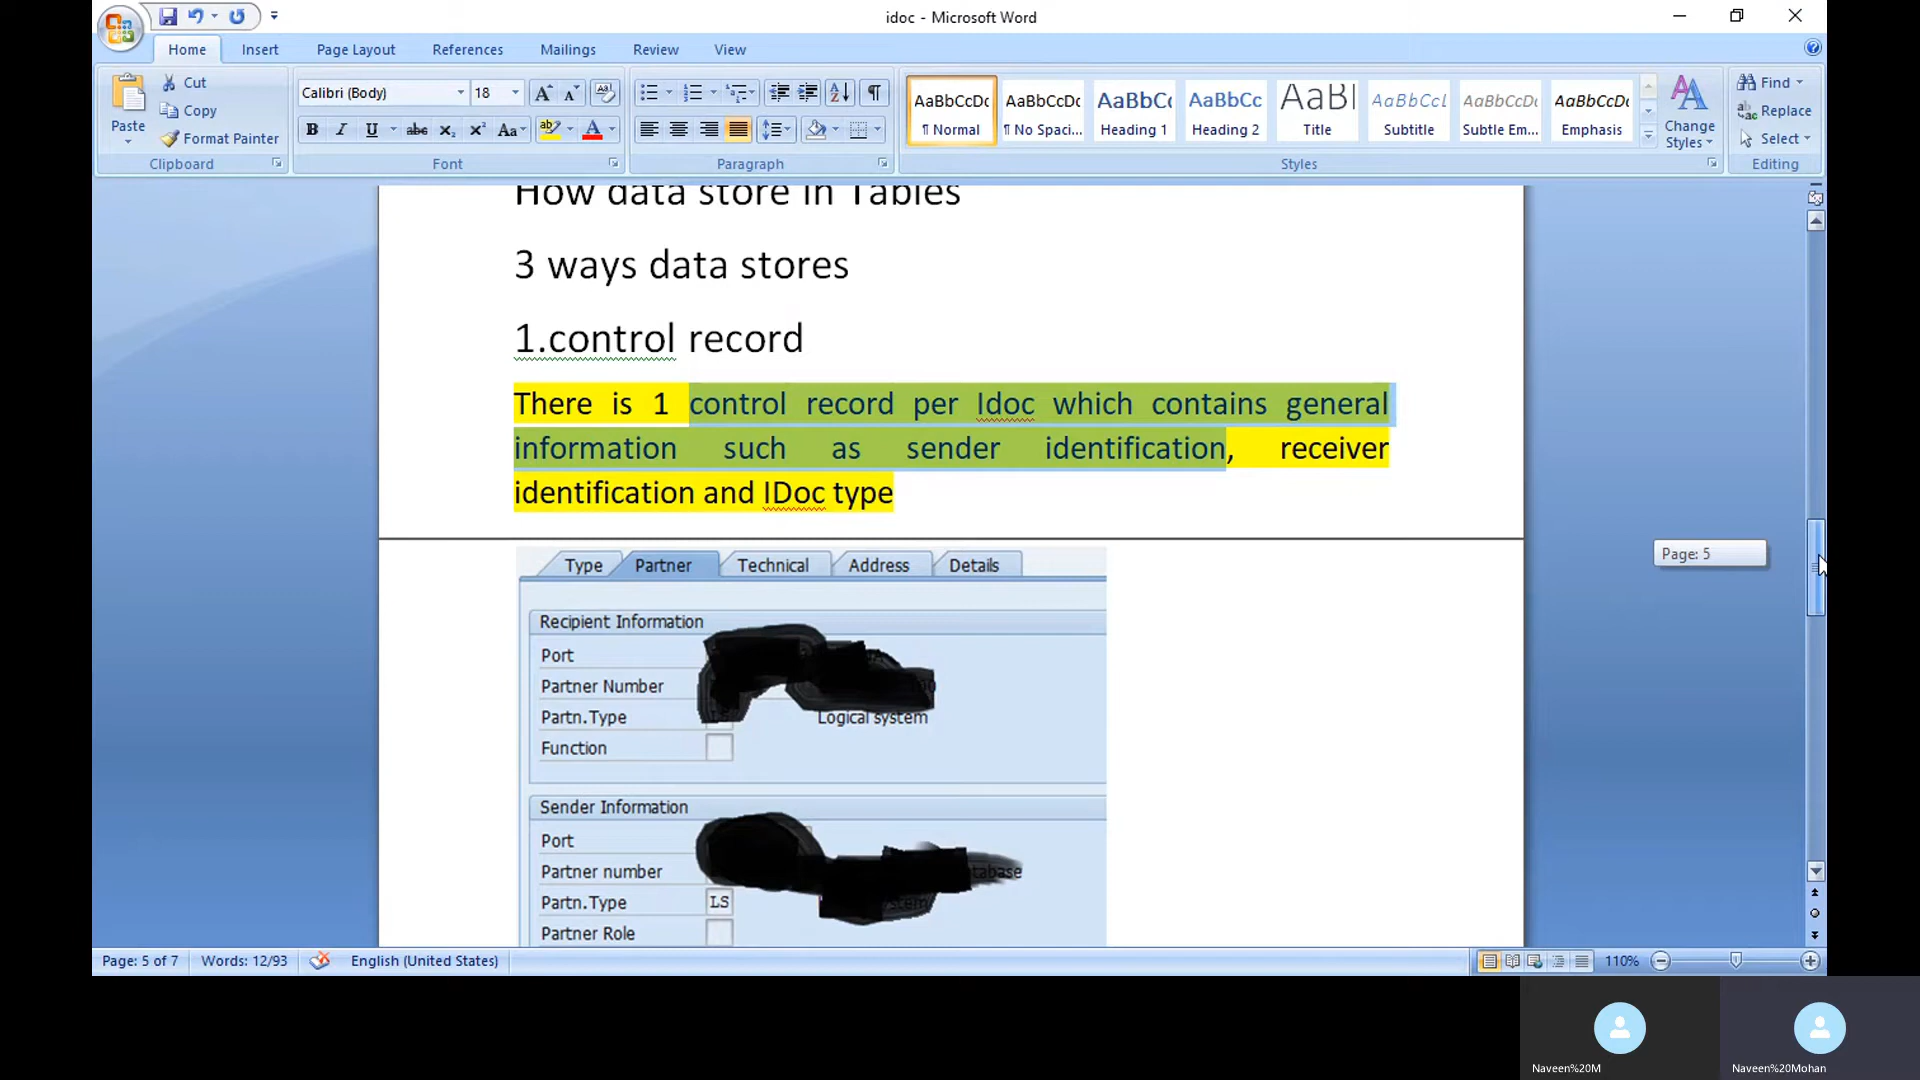 idoc - Microsoft Word
Home Insert Page Layout References Mailings Review View
Paste
Cut
Copy
Format Painter
Clipboard
Calibri (Body) 18
Font
Paragraph
AaBbCcDc AaBbCcDc AaBbCc AaBbCc AaBl AaBbCcL AaBbCcDc AaBbCcDc
¶ Normal ¶ No Spaci... Heading 1 Heading 2 Title Subtitle Subtle Em... Emphasis
Change Styles
Styles
Find
Replace
Select
Editing
How data store in Tables
3 ways data stores
1.control record
There is 1 control record per Idoc which contains general
information such as sender identification, receiver
identification and IDoc type
Type Partner Technical Address Details
Recipient Information
Port
Partner Number
Partn.Type Logical system
Function
Sender Information
Port
Partner number
Partn.Type LS
Partner Role
Page: 5
Page: 5 of 7 Words: 12/93 English (United States) 110%
Naveen%20M Naveen%20Mohan